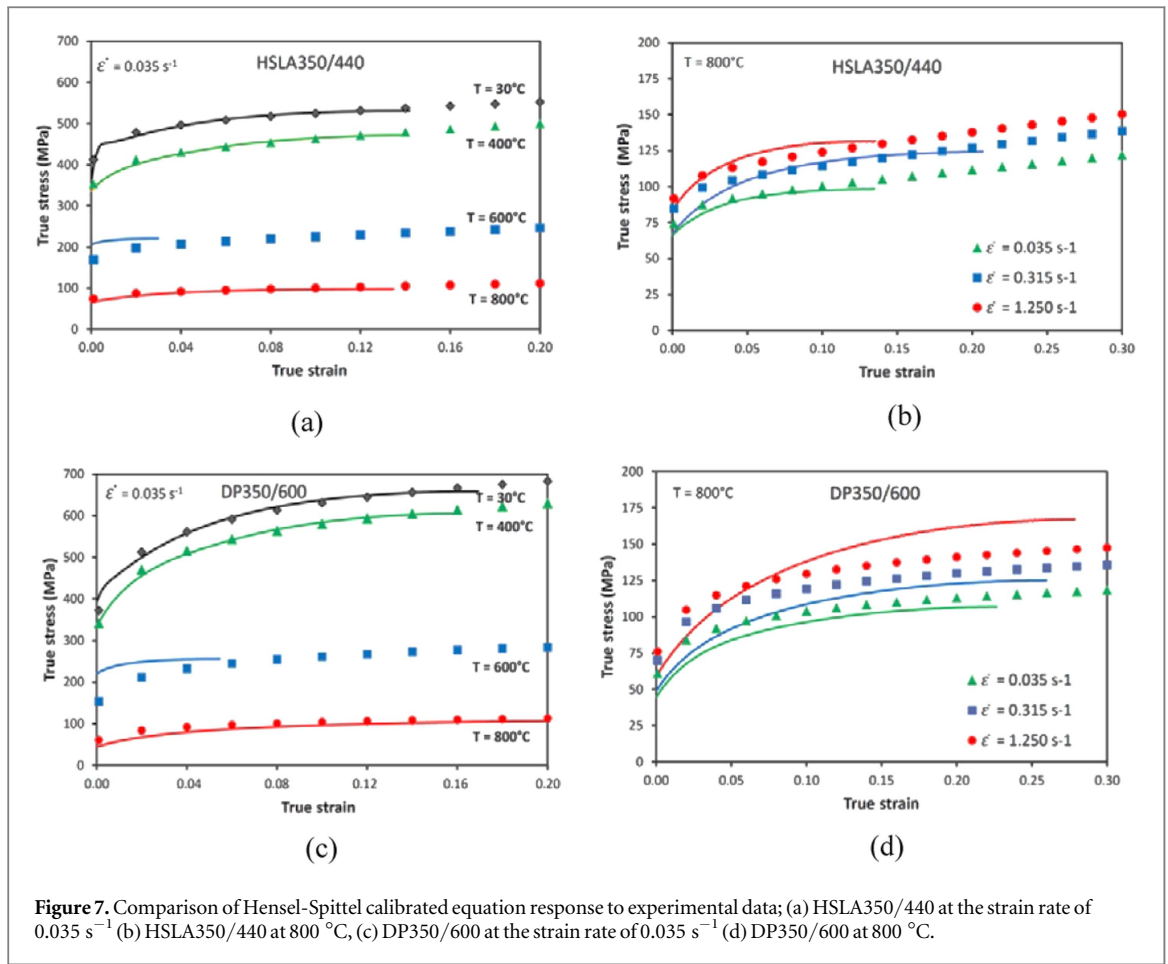 ε˙ = 0.035 s⁻¹
HSLA350/440
True stress (MPa)
700
600
500
400
300
200
100
0
T = 30°C
T = 400°C
T = 600°C
T = 800°C
0.00 0.04 0.08 0.12 0.16 0.20
True strain
(a)
T = 800°C
HSLA350/440
True stress (MPa)
200
175
150
125
100
75
50
25
0
ε˙ = 0.035 s-1
ε˙ = 0.315 s-1
ε˙ = 1.250 s-1
0.00 0.05 0.10 0.15 0.20 0.25 0.30
True strain
(b)
ε˙ = 0.035 s⁻¹
DP350/600
True stress (MPa)
700
600
500
400
300
200
100
0
T = 30°C
T = 400°C
T = 600°C
T = 800°C
0.00 0.04 0.08 0.12 0.16 0.20
True strain
(c)
T = 800°C
DP350/600
True stress (MPa)
200
175
150
125
100
75
50
25
0
ε˙ = 0.035 s-1
ε˙ = 0.315 s-1
ε˙ = 1.250 s-1
0.00 0.05 0.10 0.15 0.20 0.25 0.30
True strain
(d)
Figure 7. Comparison of Hensel-Spittel calibrated equation response to experimental data; (a) HSLA350/440 at the strain rate of
0.035 s⁻¹ (b) HSLA350/440 at 800 °C, (c) DP350/600 at the strain rate of 0.035 s⁻¹ (d) DP350/600 at 800 °C.